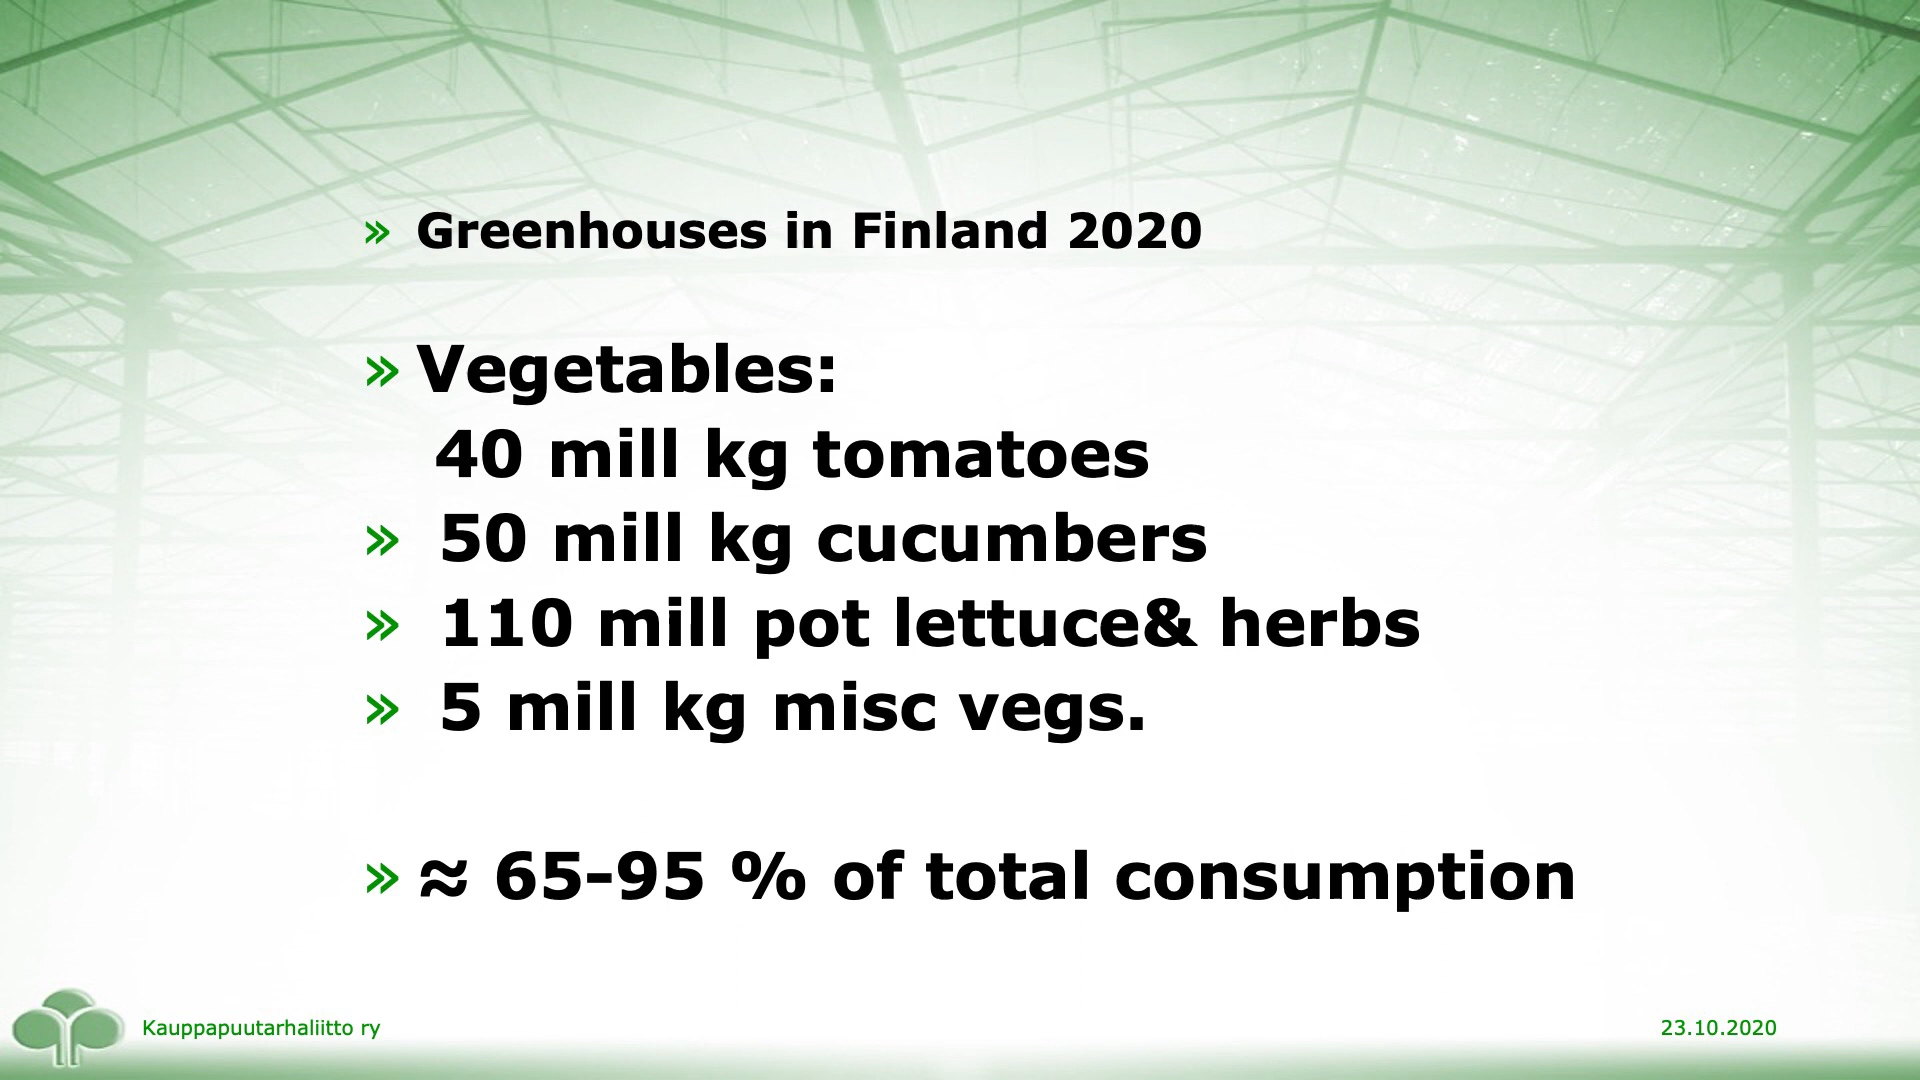 » Greenhouses in Finland 2020
» Vegetables:
40 mill kg tomatoes
» 50 mill kg cucumbers
» 110 mill pot lettuce& herbs
» 5 mill kg misc vegs.
» ≈ 65-95 % of total consumption
Kauppapuutarhaliitto ry
23.10.2020